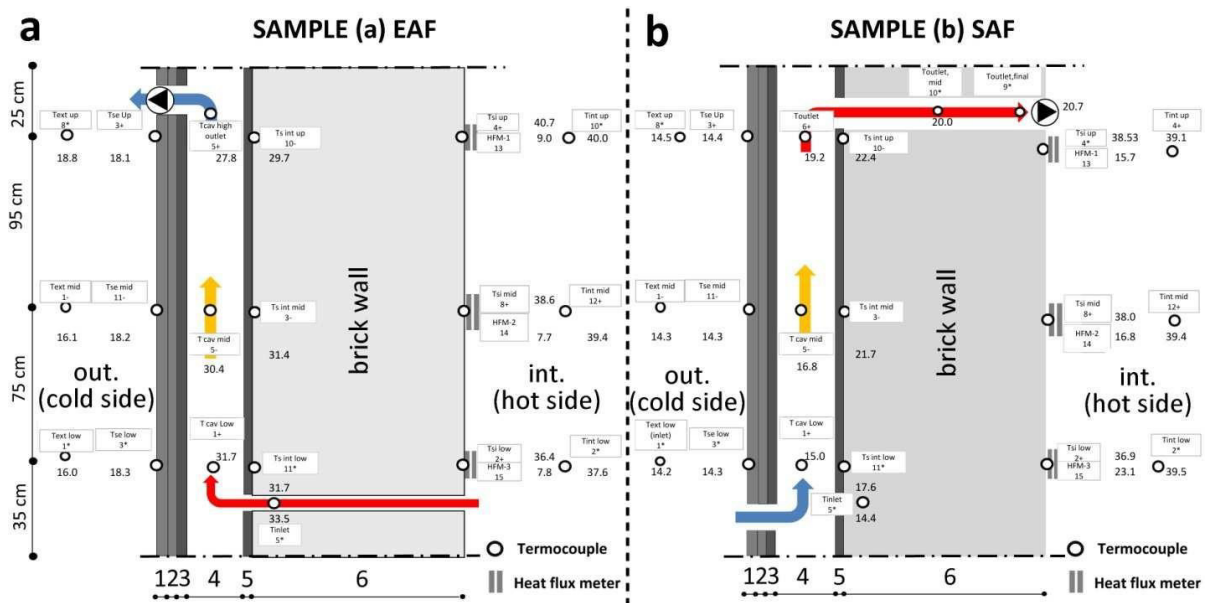 a
SAMPLE (a) EAF
25 cm
95 cm
75 cm
35 cm
Text up
8*
18.8
Tse Up
3+
18.1
Tcav high
outlet
5+
27.8
Ts int up
10-
29.7
Tsi up
4+
HFM-1
13
40.7
9.0
Tint up
10*
40.0
Text mid
1-
16.1
Tse mid
11-
18.2
T cav mid
5-
30.4
Ts int mid
3-
31.4
brick wall
Tsi mid
8+
HFM-2
14
38.6
7.7
Tint mid
12+
39.4
out.
(cold side)
int.
(hot side)
Text low
1*
16.0
Tse low
3*
18.3
T cav Low
1+
31.7
Ts int low
11*
31.7
33.5
Tinlet
5*
Tsi low
2+
HFM-3
15
36.4
7.8
Tint low
2*
37.6
Termocouple
Heat flux meter
123 4 5 6
b
SAMPLE (b) SAF
Text up
8*
14.5
Tse Up
3+
14.4
Toutlet
6+
19.2
Toutlet,
mid
10*
20.0
Toutlet,final
9*
20.7
Ts int up
10-
22.4
Tsi up
4*
HFM-1
13
38.53
15.7
Tint up
4+
39.1
Text mid
1-
14.3
Tse mid
11-
14.3
T cav mid
5-
16.8
Ts int mid
3-
21.7
brick wall
Tsi mid
8+
HFM-2
14
38.0
16.8
Tint mid
12+
39.4
out.
(cold side)
int.
(hot side)
Text low
(inlet)
1*
14.2
Tse low
3*
14.3
T cav Low
1+
15.0
Ts int low
11*
17.6
Tinlet
5*
14.4
Tsi low
2+
HFM-3
15
36.9
23.1
Tint low
2*
39.5
Termocouple
Heat flux meter
123 4 5 6